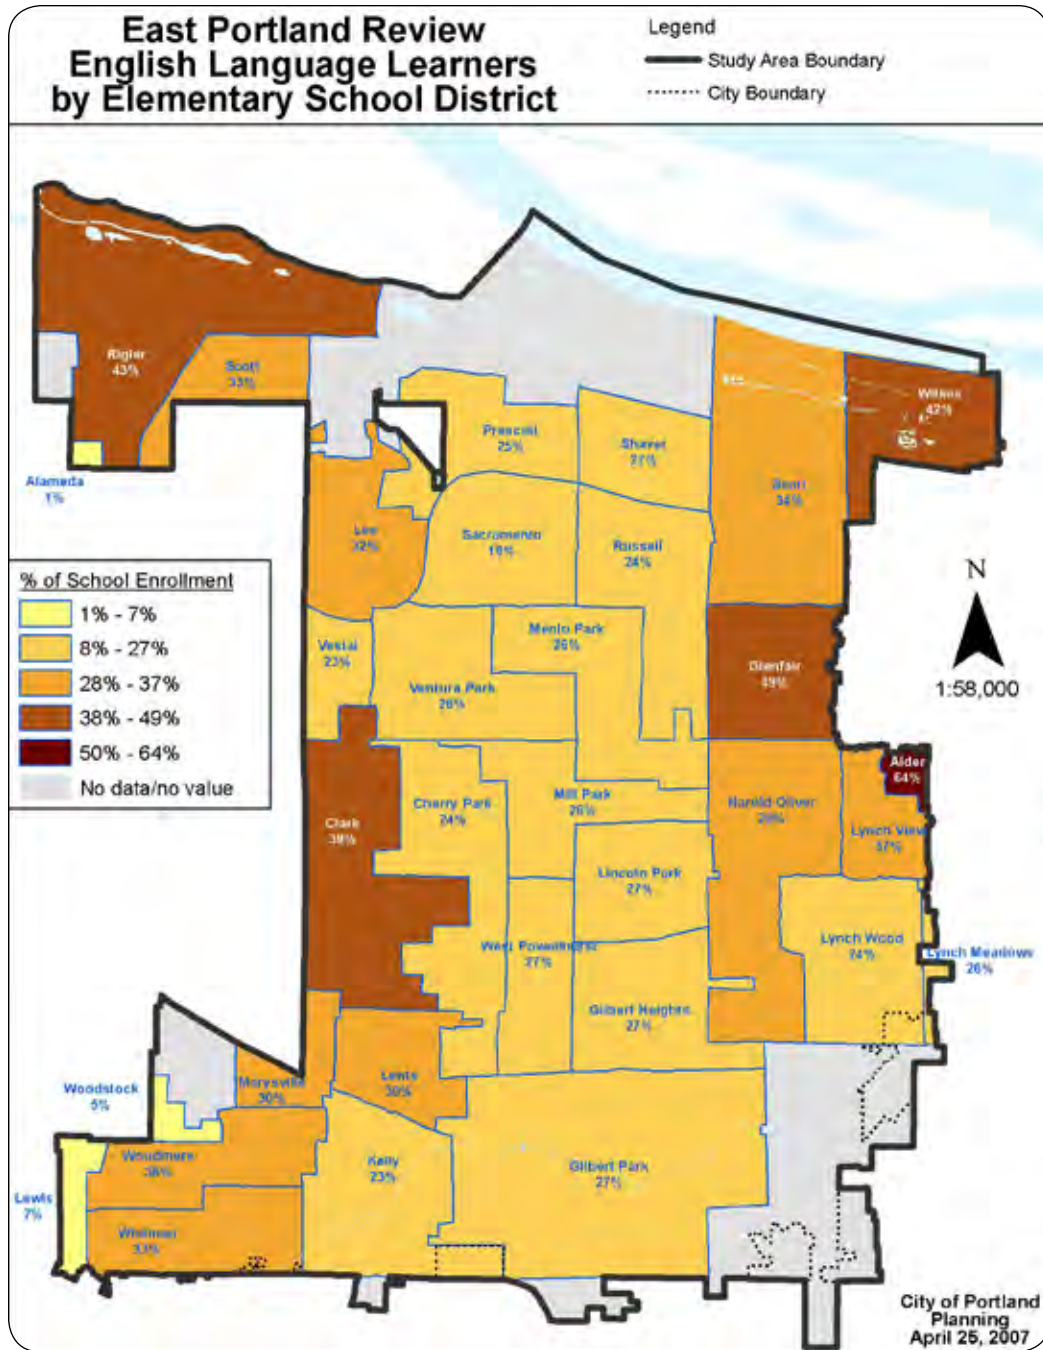 East Portland Review
English Language Learners
by Elementary School District
Legend
Study Area Boundary
City Boundary
Rigler
43%
Scott
33%
Wilkes
42%
Prescott
25%
Shaver
27%
34%
Alameda
1%
Lee
32%
Sacramento
Russell
24%
% of School Enrollment
1% - 7%
8% - 27%
28% - 37%
38% - 49%
50% - 64%
No data/no value
N
1:58,000
Vestal
23%
Menlo Park
26%
Glenfair
49%
Ventura Park
26%
Alder
64%
Cherry Park
24%
Mill Park
26%
Harold Oliver
Clark
39%
Lynch View
37%
Lincoln Park
27%
West Powellhurst
27%
Lynch Wood
24%
Lynch Meadows
26%
Gilbert Heights
27%
Woodstock
5%
Marysville
30%
Lewis
30%
Woodmere
Kelly
23%
Gilbert Park
27%
Lewis
7%
Whitman
33%
City of Portland
Planning
April 25, 2007